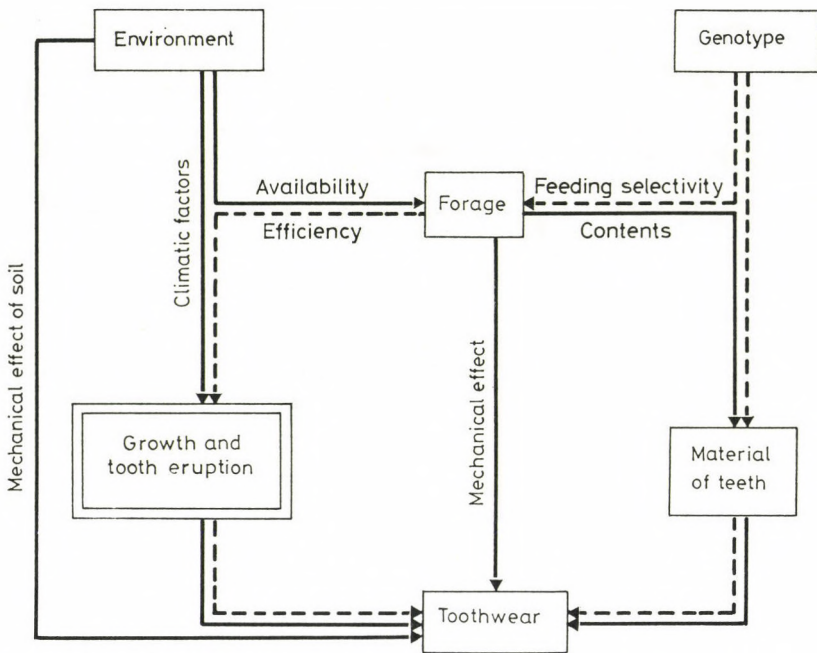 Environment
Genotype
Availability
Forage
Feeding selectivity
Efficiency
Contents
Climatic factors
Mechanical effect of soil
Mechanical effect
Growth and
tooth eruption
Material
of teeth
Toothwear